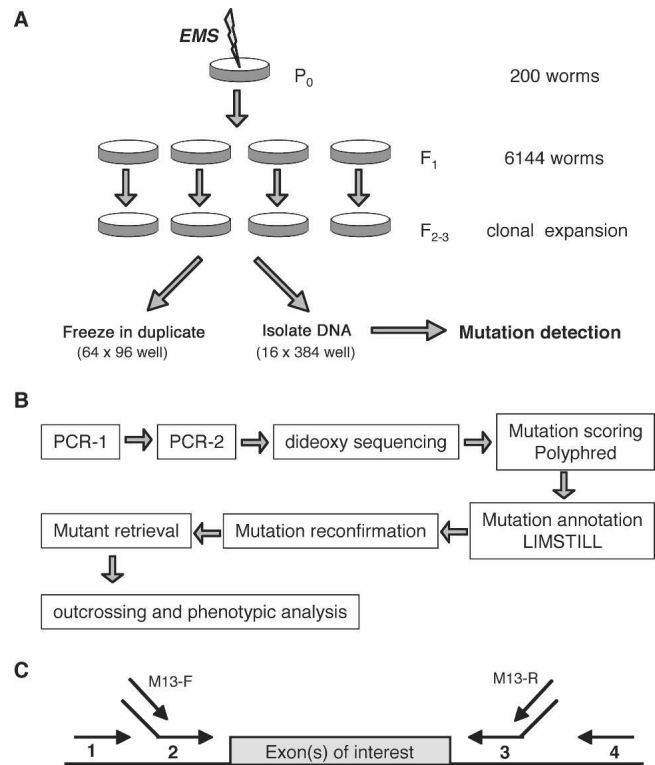 A
EMS
P0
200 worms
F1
6144 worms
F2-3
clonal expansion
Freeze in duplicate
(64 x 96 well)
Isolate DNA
(16 x 384 well)
Mutation detection
B
PCR-1
PCR-2
dideoxy sequencing
Mutation scoring
Polyphred
Mutant retrieval
Mutation reconfirmation
Mutation annotation
LIMSTILL
outcrossing and phenotypic analysis
C
M13-F
M13-R
1
2
Exon(s) of interest
3
4